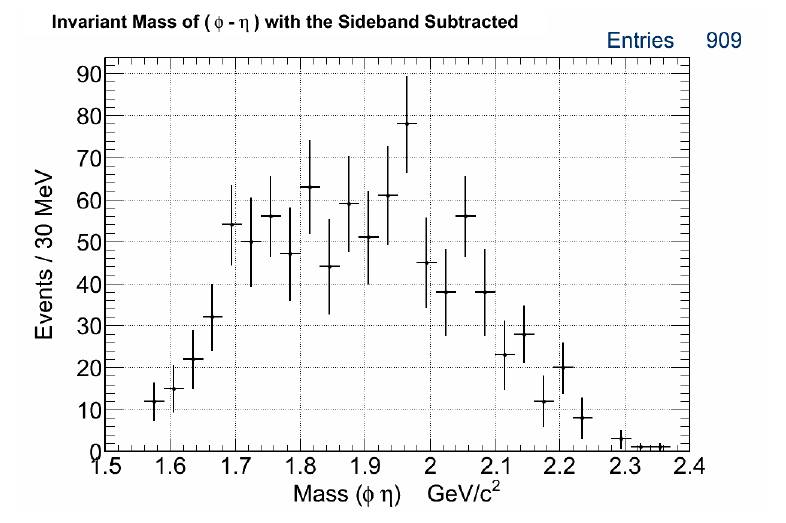 Invariant Mass of ( ϕ - η ) with the Sideband Subtracted
Entries 909
90
80
70
60
50
40
30
20
10
0
Events / 30 MeV
1.5 1.6 1.7 1.8 1.9 2 2.1 2.2 2.3 2.4
Mass (ϕ η) GeV/c²